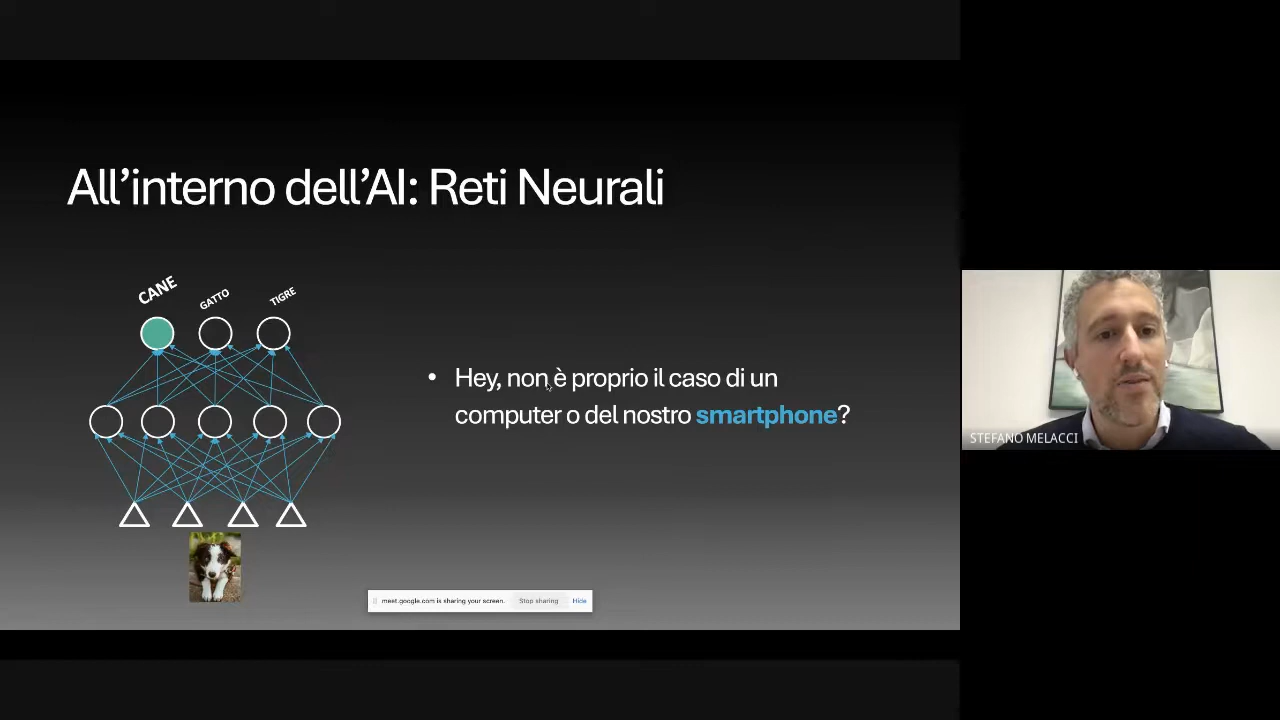 All’interno dell’AI: Reti Neurali
CANE
GATTO
TIGRE
• Hey, non è proprio il caso di un
computer o del nostro smartphone?
STEFANO MELACCI
meet.google.com is sharing your screen. Stop sharing Hide